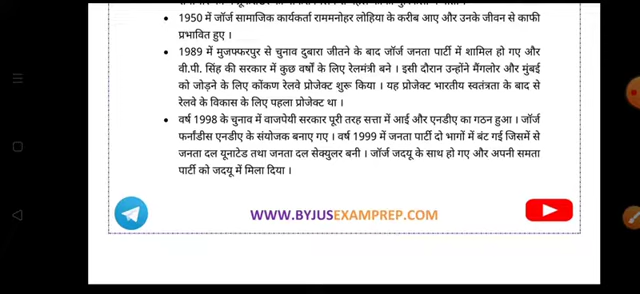 1950 में जॉर्ज सामाजिक कार्यकर्ता राममनोहर लोहिया के करीब आए और उनके जीवन से काफी
प्रभावित हुए ।
1989 में मुजफ्फरपुर से चुनाव दुबारा जीतने के बाद जॉर्ज जनता पार्टी में शामिल हो गए और
वी.पी. सिंह की सरकार में कुछ वर्षों के लिए रेलमंत्री बने । इसी दौरान उन्होंने मैंगलोर और मुंबई
को जोड़ने के लिए कोंकण रेलवे प्रोजेक्ट शुरू किया । यह प्रोजेक्ट भारतीय स्वतंत्रता के बाद से
रेलवे के विकास के लिए पहला प्रोजेक्ट था ।
वर्ष 1998 के चुनाव में वाजपेयी सरकार पूरी तरह सत्ता में आई और एनडीए का गठन हुआ । जॉर्ज
फर्नांडीस एनडीए के संयोजक बनाए गए । वर्ष 1999 में जनता पार्टी दो भागों में बंट गई जिसमें से
जनता दल यूनाटेड तथा जनता दल सेक्युलर बनी । जॉर्ज जदयू के साथ हो गए और अपनी समता
पार्टी को जदयू में मिला दिया ।
WWW.BYJUSEXAMPREP.COM